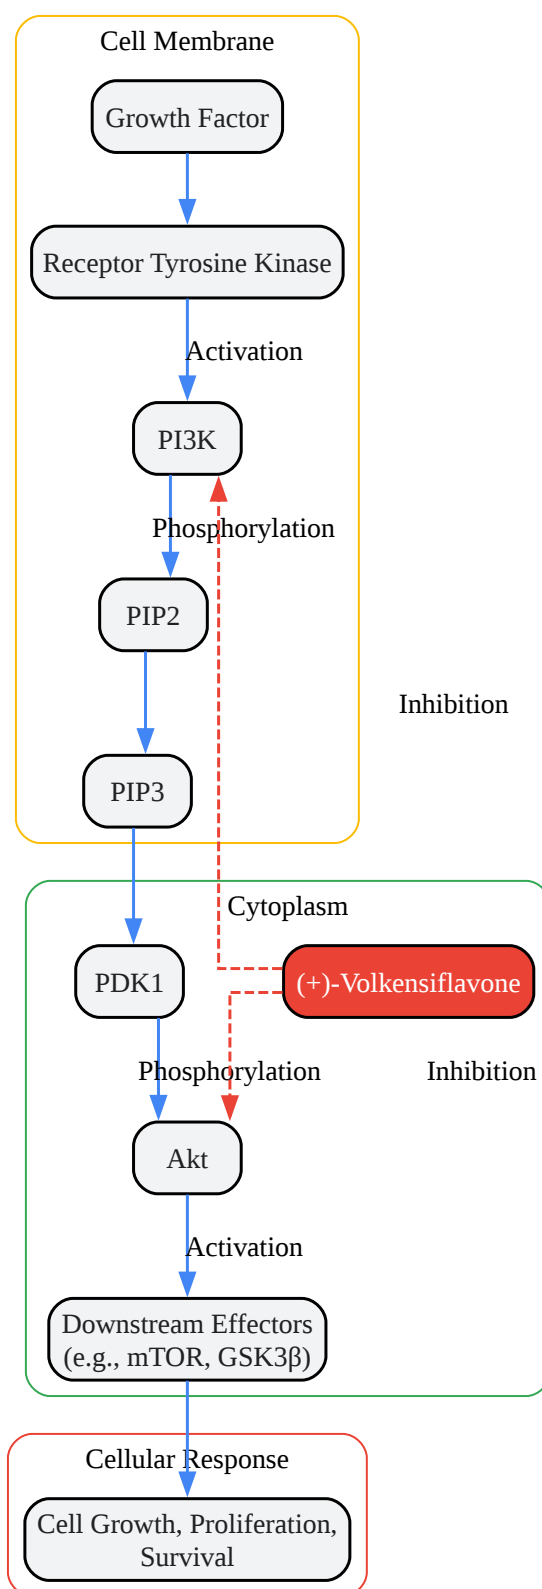 Cell Membrane
Growth Factor
Receptor Tyrosine Kinase
Activation
PI3K
Phosphorylation
PIP2
Inhibition
PIP3
Cytoplasm
PDK1
(+)-Volkensiflavone
Phosphorylation
Inhibition
Akt
Activation
Downstream Effectors
(e.g., mTOR, GSK3β)
Cellular Response
Cell Growth, Proliferation,
Survival